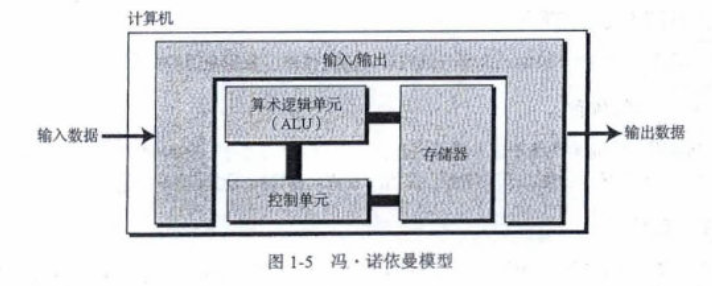 计算机
输入/输出
算术逻辑单元
（ALU）
输入数据
输出数据
存储器
控制单元
图 1-5 冯·诺依曼模型